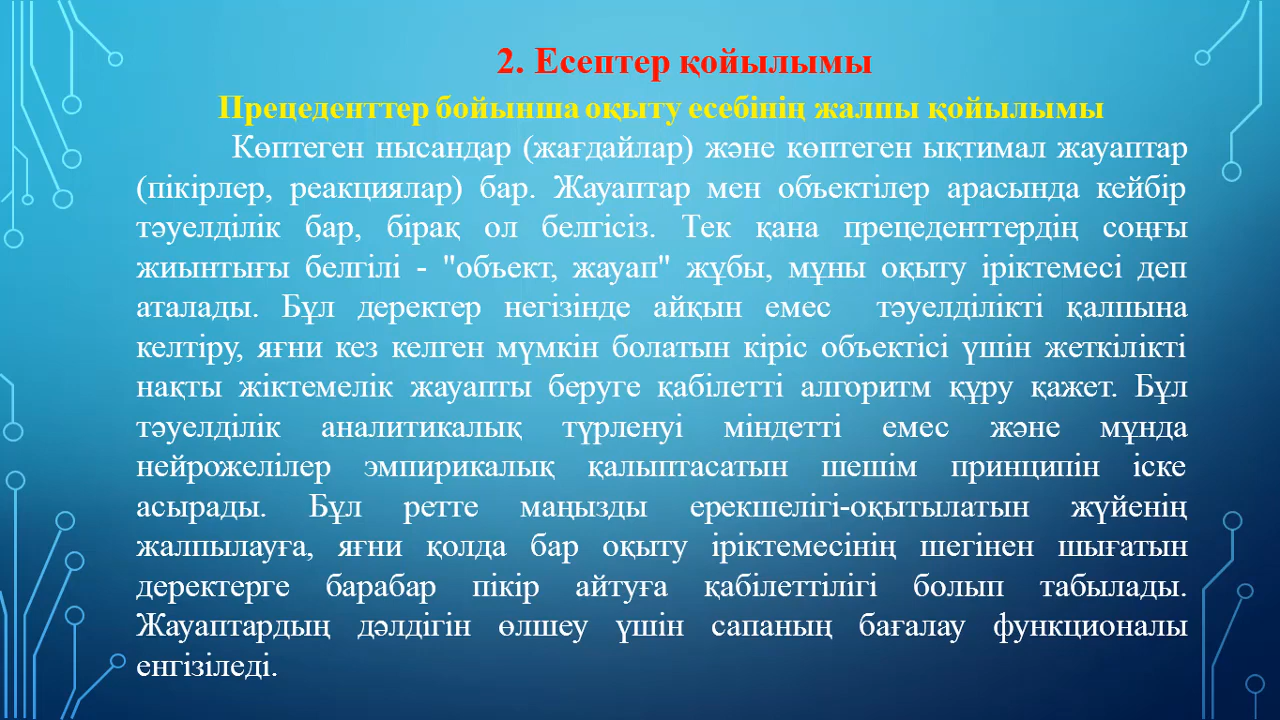 2. Есептер қойылымы
Прецеденттер бойынша оқыту есебінің жалпы қойылымы
Көптеген нысандар (жағдайлар) және көптеген ықтимал жауаптар
(пікірлер, реакциялар) бар. Жауаптар мен объектілер арасында кейбір
тәуелділік бар, бірақ ол белгісіз. Тек қана прецеденттердің соңғы
жиынтығы белгілі - "объект, жауап" жұбы, мұны оқыту іріктемесі деп
аталады. Бұл деректер негізінде айқын емес тәуелділікті қалпына
келтіру, яғни кез келген мүмкін болатын кіріс объектісі үшін жеткілікті
нақты жіктемелік жауапты беруге қабілетті алгоритм құру қажет. Бұл
тәуелділік аналитикалық түрленуі міндетті емес және мұнда
нейрожелілер эмпирикалық қалыптасатын шешім принципін іске
асырады. Бұл ретте маңызды ерекшелігі-оқытылатын жүйенің
жалпылауға, яғни қолда бар оқыту іріктемесінің шегінен шығатын
деректерге барабар пікір айтуға қабілеттілігі болып табылады.
Жауаптардың дәлдігін өлшеу үшін сапаның бағалау функционалы
енгізіледі.